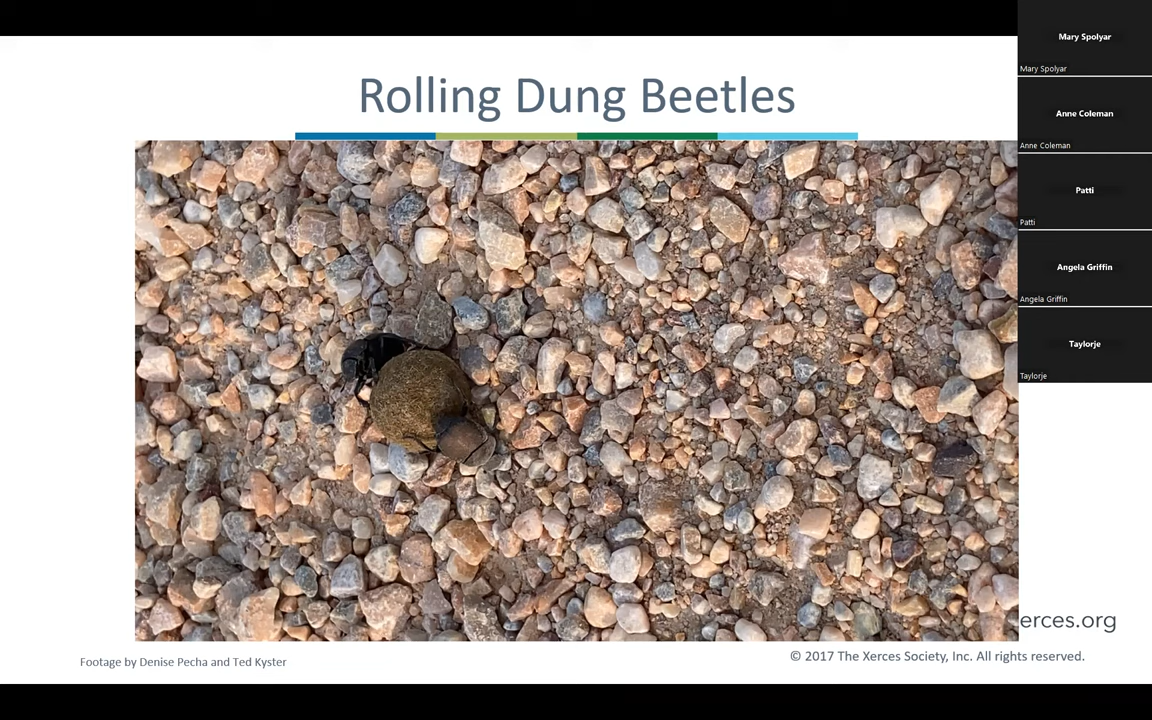 Rolling Dung Beetles
Mary Spolyar
Mary Spolyar
Anne Coleman
Anne Coleman
Patti
Patti
Angela Griffin
Angela Griffin
Taylorje
Taylorje
erces.org
Footage by Denise Pecha and Ted Kyster
© 2017 The Xerces Society, Inc. All rights reserved.